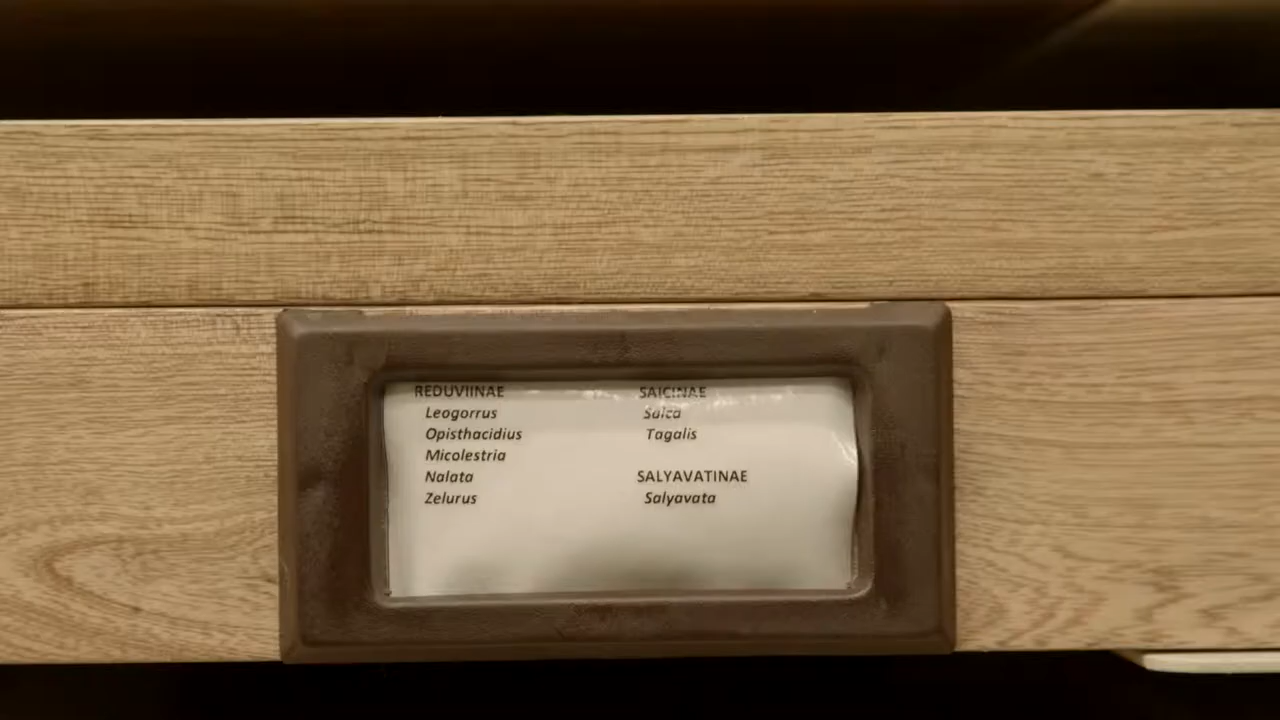 REDUVIINAE
Leogorrus
Opisthacidius
Micolestria
Nalata
Zelurus
SAICINAE
Saica
Tagalis
SALYAVATINAE
Salyavata